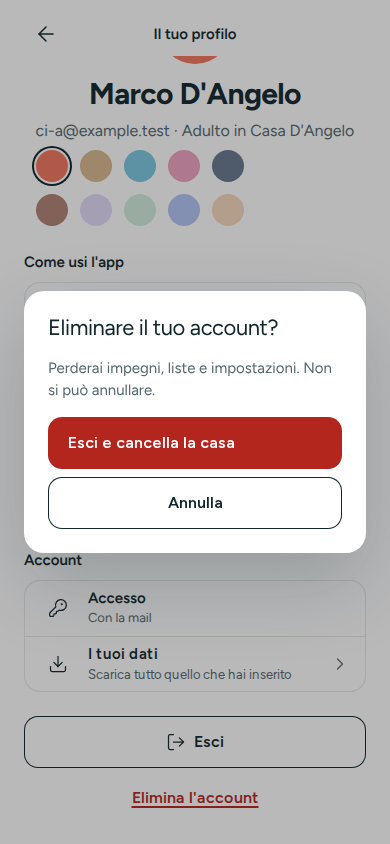 Il tuo profilo
Marco D'Angelo
ci-a@example.test · Adulto in Casa D'Angelo
Come usi l'app
Eliminare il tuo account?
Perderai impegni, liste e impostazioni. Non
si può annullare.
Esci e cancella la casa
Annulla
Account
Accesso
Con la mail
I tuoi dati
Scarica tutto quello che hai inserito
Esci
Elimina l'account